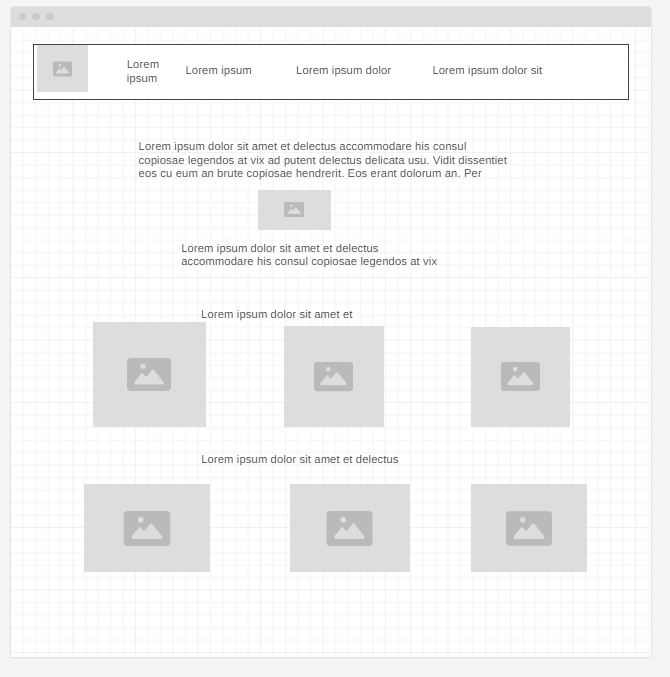 Lorem
ipsum
Lorem ipsum
Lorem ipsum dolor
Lorem ipsum dolor sit
Lorem ipsum dolor sit amet et delectus accommodare his consul
copiosae legendos at vix ad putent delectus delicata usu. Vidit dissentiet
eos cu eum an brute copiosae hendrerit. Eos erant dolorum an. Per
Lorem ipsum dolor sit amet et delectus
accommodare his consul copiosae legendos at vix
Lorem ipsum dolor sit amet et
Lorem ipsum dolor sit amet et delectus